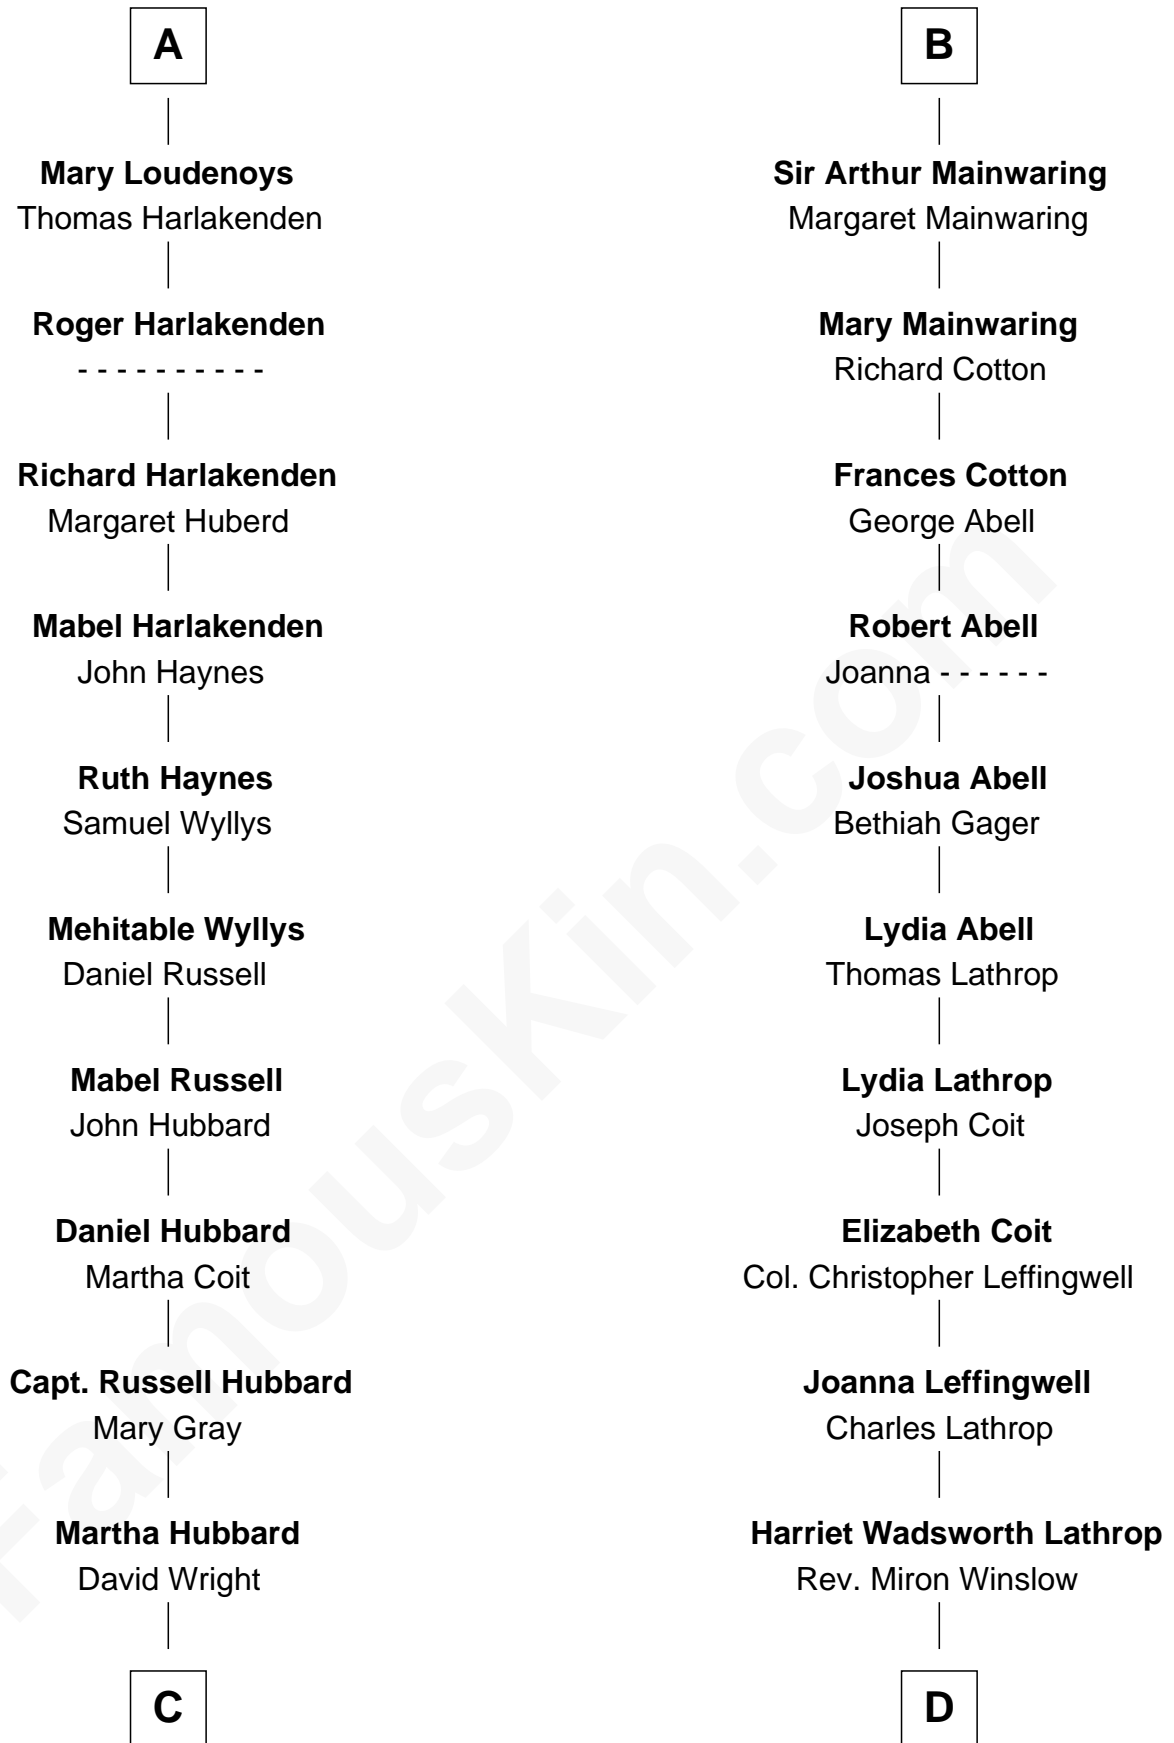 A
Mary Loudenoys
Thomas Harlakenden
Roger Harlakenden
- - - - - - - - - -
Richard Harlakenden
Margaret Huberd
Mabel Harlakenden
John Haynes
Ruth Haynes
Samuel Wyllys
Mehitable Wyllys
Daniel Russell
Mabel Russell
John Hubbard
Daniel Hubbard
Martha Coit
Capt. Russell Hubbard
Mary Gray
Martha Hubbard
David Wright
C
B
Sir Arthur Mainwaring
Margaret Mainwaring
Mary Mainwaring
Richard Cotton
Frances Cotton
George Abell
Robert Abell
Joanna - - - - - -
Joshua Abell
Bethiah Gager
Lydia Abell
Thomas Lathrop
Lydia Lathrop
Joseph Coit
Elizabeth Coit
Col. Christopher Leffingwell
Joanna Leffingwell
Charles Lathrop
Harriet Wadsworth Lathrop
Rev. Miron Winslow
D
FamousKin.com